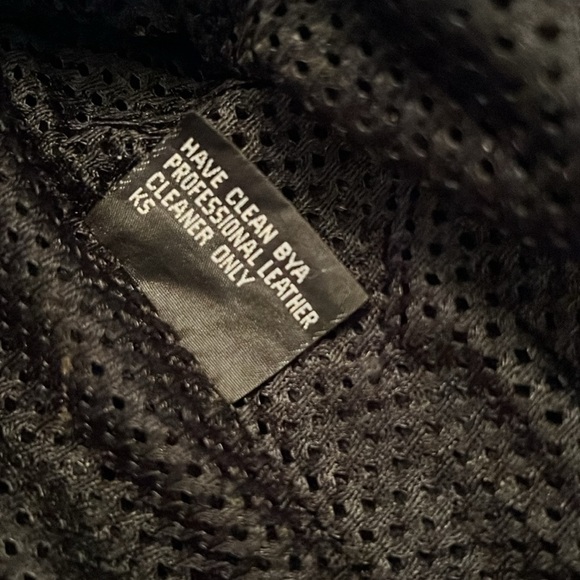 HAVE CLEAN BYA
PROFESSIONAL LEATHER
CLEANER ONLY
KS